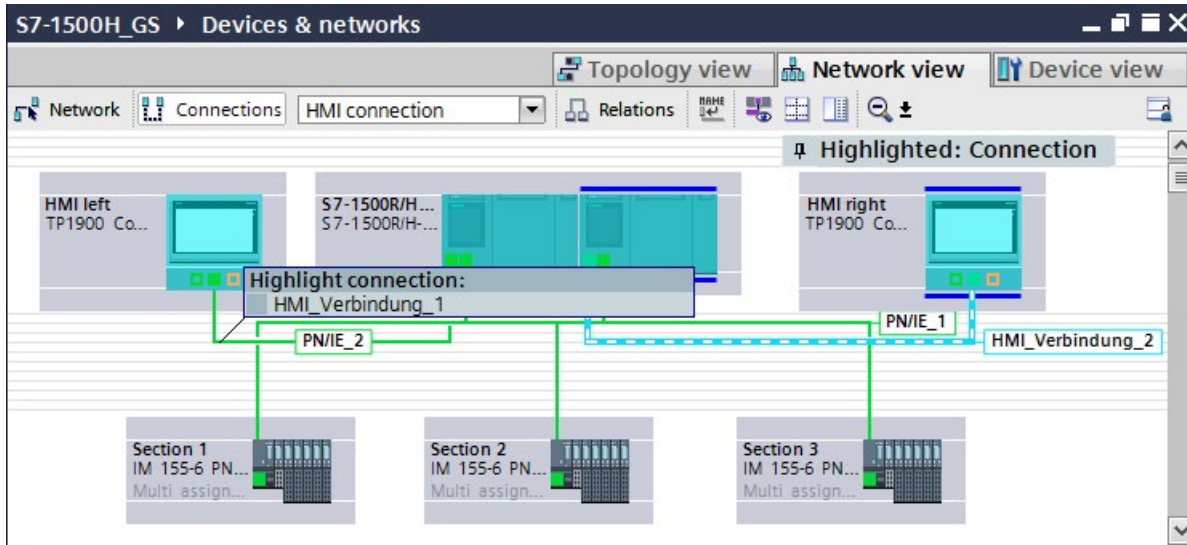 S7-1500H_GS ▸ Devices & networks
Topology view
Network view
Device view
Network
Connections
HMI connection
Relations
NAME
Highlighted: Connection
HMI left
TP1900 Co...
S7-1500R/H...
S7-1500R/H-...
HMI right
TP1900 Co...
Highlight connection:
HMI_Verbindung_1
PN/IE_2
PN/IE_1
HMI_Verbindung_2
Section 1
IM 155-6 PN...
Multi assign...
Section 2
IM 155-6 PN...
Multi assign...
Section 3
IM 155-6 PN...
Multi assign...